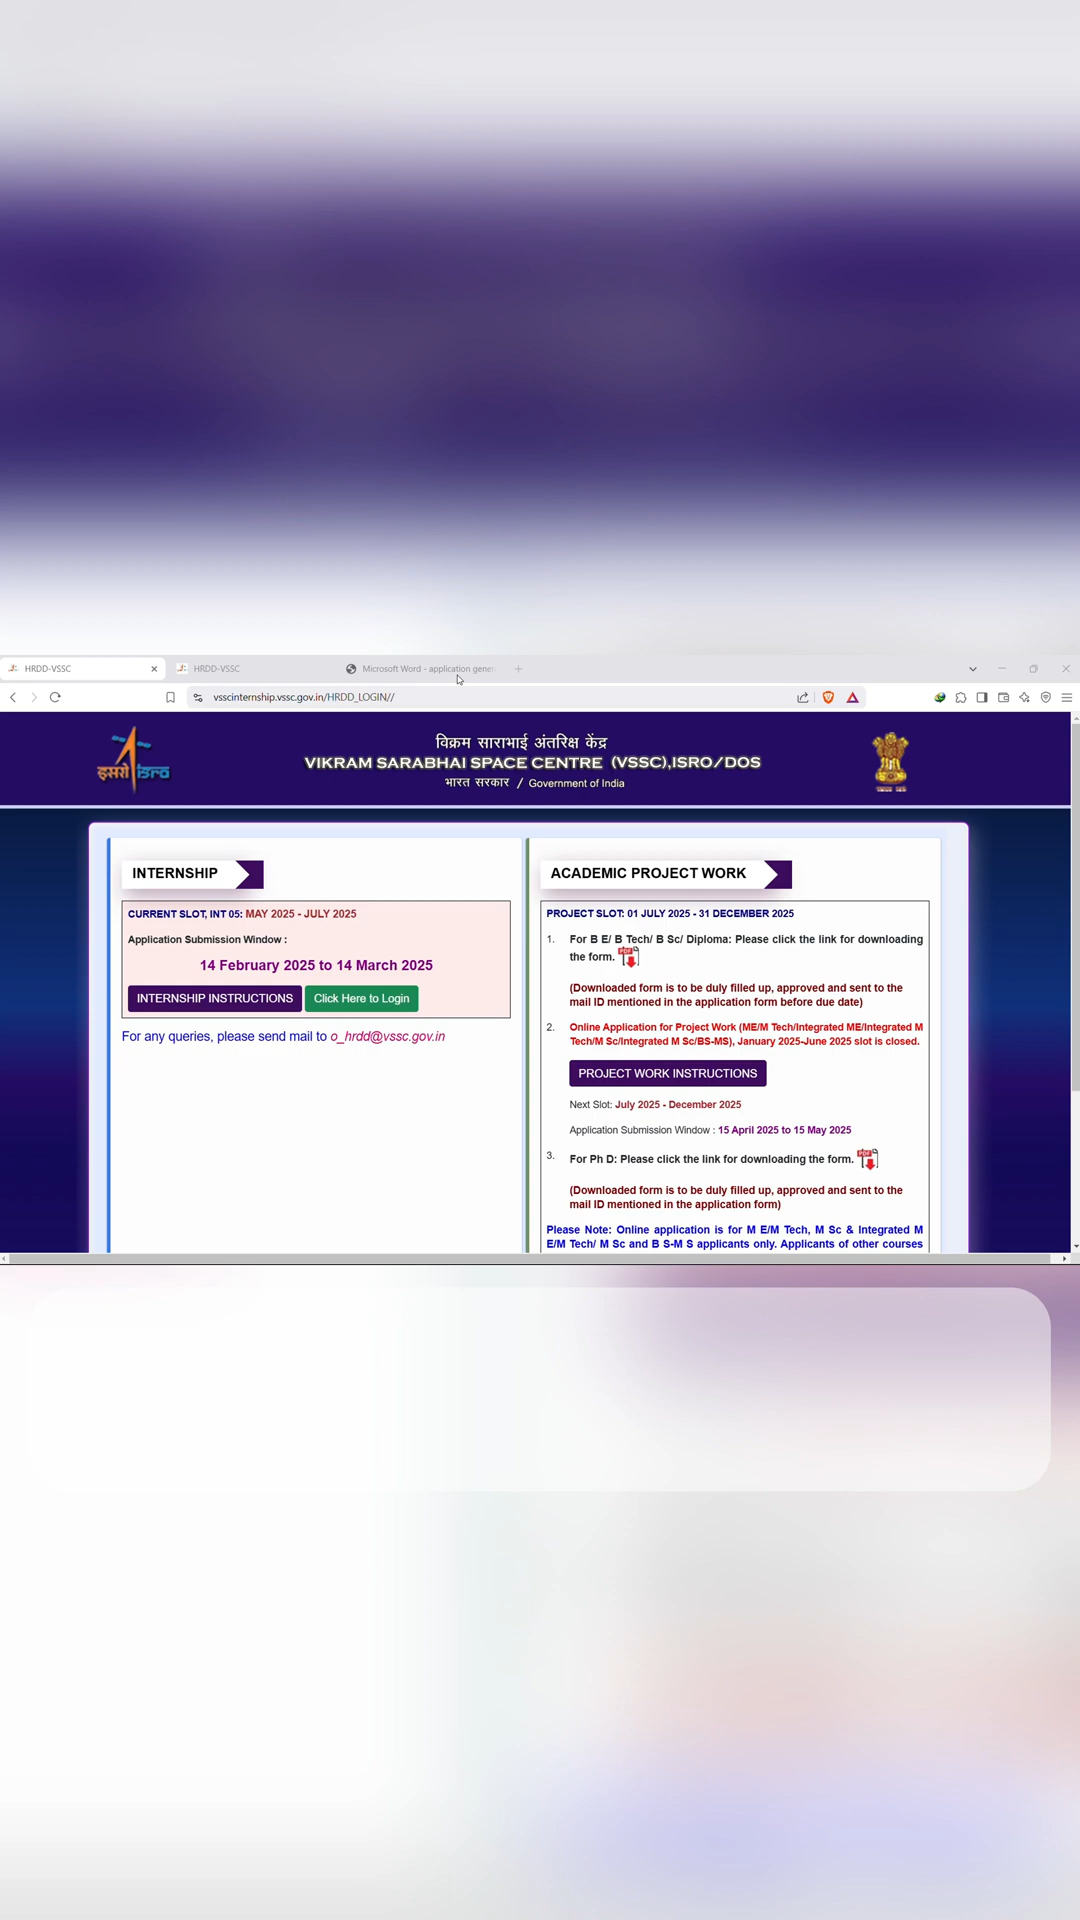 HRDD-VSSC
HRDD-VSSC
Microsoft Word - application gener
vsscinternship.vssc.gov.in/HRDD_LOGIN//
इसरो isro
विक्रम साराभाई अंतरिक्ष केंद्र
VIKRAM SARABHAI SPACE CENTRE (VSSC),ISRO/DOS
भारत सरकार / Government of India
INTERNSHIP
CURRENT SLOT, INT 05: MAY 2025 - JULY 2025
Application Submission Window :
14 February 2025 to 14 March 2025
INTERNSHIP INSTRUCTIONS
Click Here to Login
For any queries, please send mail to o_hrdd@vssc.gov.in
ACADEMIC PROJECT WORK
PROJECT SLOT: 01 JULY 2025 - 31 DECEMBER 2025
1. For B E/ B Tech/ B Sc/ Diploma: Please click the link for downloading
the form. PDF
(Downloaded form is to be duly filled up, approved and sent to the
mail ID mentioned in the application form before due date)
2. Online Application for Project Work (ME/M Tech/Integrated ME/Integrated M
Tech/M Sc/Integrated M Sc/BS-MS), January 2025-June 2025 slot is closed.
PROJECT WORK INSTRUCTIONS
Next Slot: July 2025 - December 2025
Application Submission Window : 15 April 2025 to 15 May 2025
3. For Ph D: Please click the link for downloading the form. PDF
(Downloaded form is to be duly filled up, approved and sent to the
mail ID mentioned in the application form)
Please Note: Online application is for M E/M Tech, M Sc & Integrated M
E/M Tech/ M Sc and B S-M S applicants only. Applicants of other courses